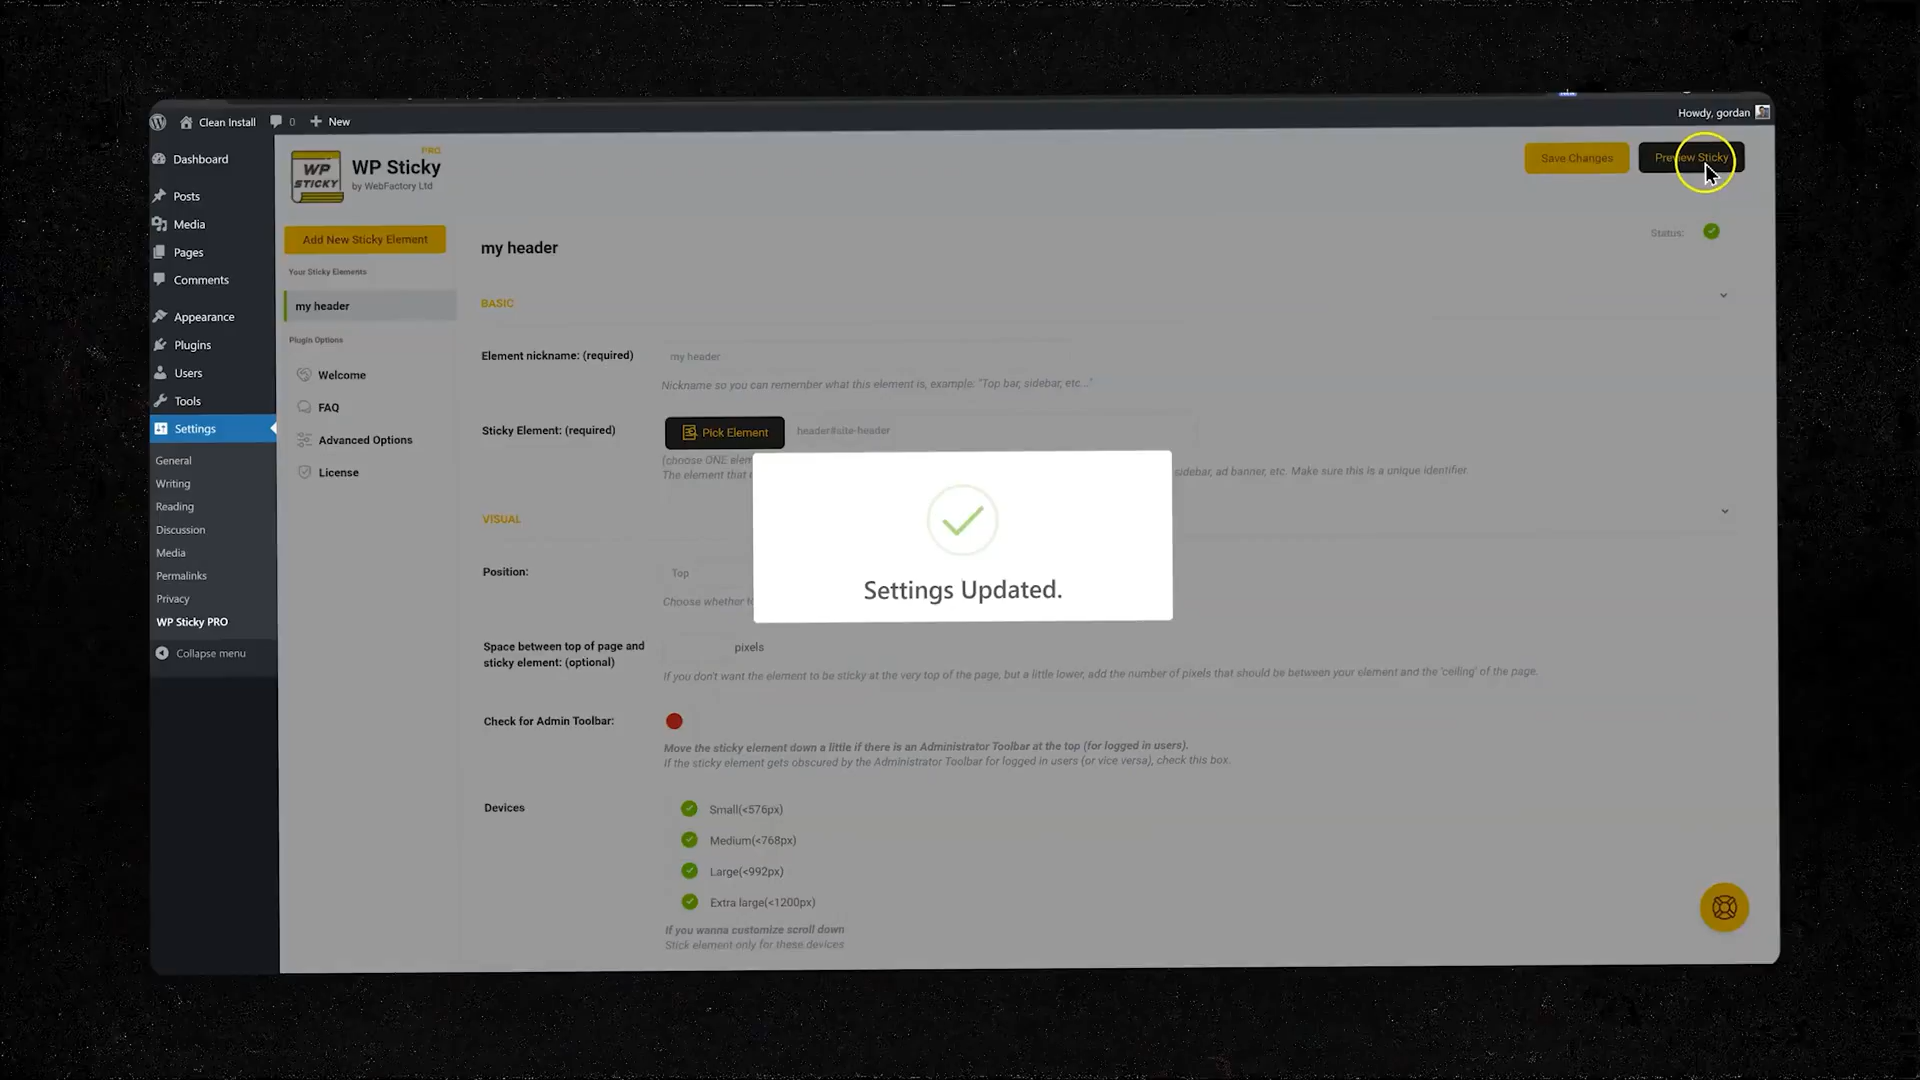 Clean Install
0
New
Howdy, gordan
Dashboard
Posts
Media
Pages
Comments
Appearance
Plugins
Users
Tools
Settings
General
Writing
Reading
Discussion
Media
Permalinks
Privacy
WP Sticky PRO
Collapse menu
WP
STICKY
PRO
WP Sticky
by WebFactory Ltd
Save Changes
Preview Sticky
Add New Sticky Element
Your Sticky Elements
my header
Plugin Options
Welcome
FAQ
Advanced Options
License
my header
Status:
BASIC
Element nickname: (required)
my header
Nickname so you can remember what this element is, example: "Top bar, sidebar, etc..."
Sticky Element: (required)
Pick Element
header#site-header
(choose ONE elem
The element that sidebar, ad banner, etc. Make sure this is a unique identifier.
Settings Updated.
VISUAL
Position:
Top
Choose whether
Space between top of page and
sticky element: (optional)
pixels
If you don't want the element to be sticky at the very top of the page, but a little lower, add the number of pixels that should be between your element and the 'ceiling' of the page.
Check for Admin Toolbar:
Move the sticky element down a little if there is an Administrator Toolbar at the top (for logged in users).
If the sticky element gets obscured by the Administrator Toolbar for logged in users (or vice versa), check this box.
Devices
Small(<576px)
Medium(<768px)
Large(<992px)
Extra large(<1200px)
If you wanna customize scroll down
Stick element only for these devices